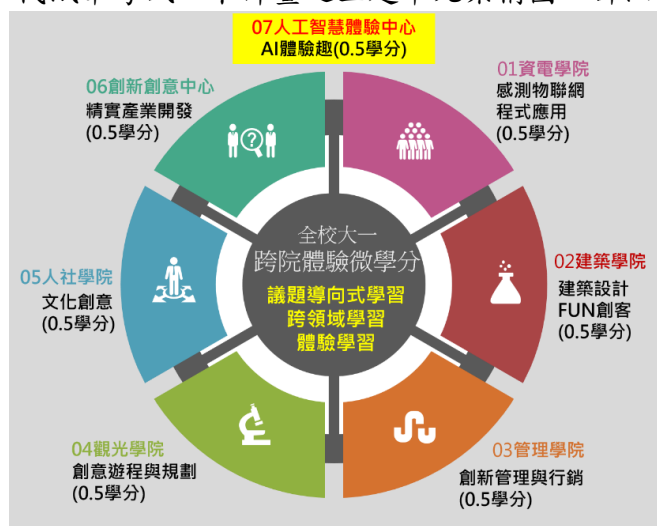 07人工智慧體驗中心
AI體驗趣(0.5學分)
01資電學院
感測物聯網
程式應用
(0.5學分)
02建築學院
建築設計
FUN創客
(0.5學分)
03管理學院
創新管理與行銷
(0.5學分)
04觀光學院
創意遊程與規劃
(0.5學分)
05人社學院
文化創意
(0.5學分)
06創新創意中心
精實產業開發
(0.5學分)
全校大一
跨院體驗微學分
議題導向式學習
跨領域學習
體驗學習